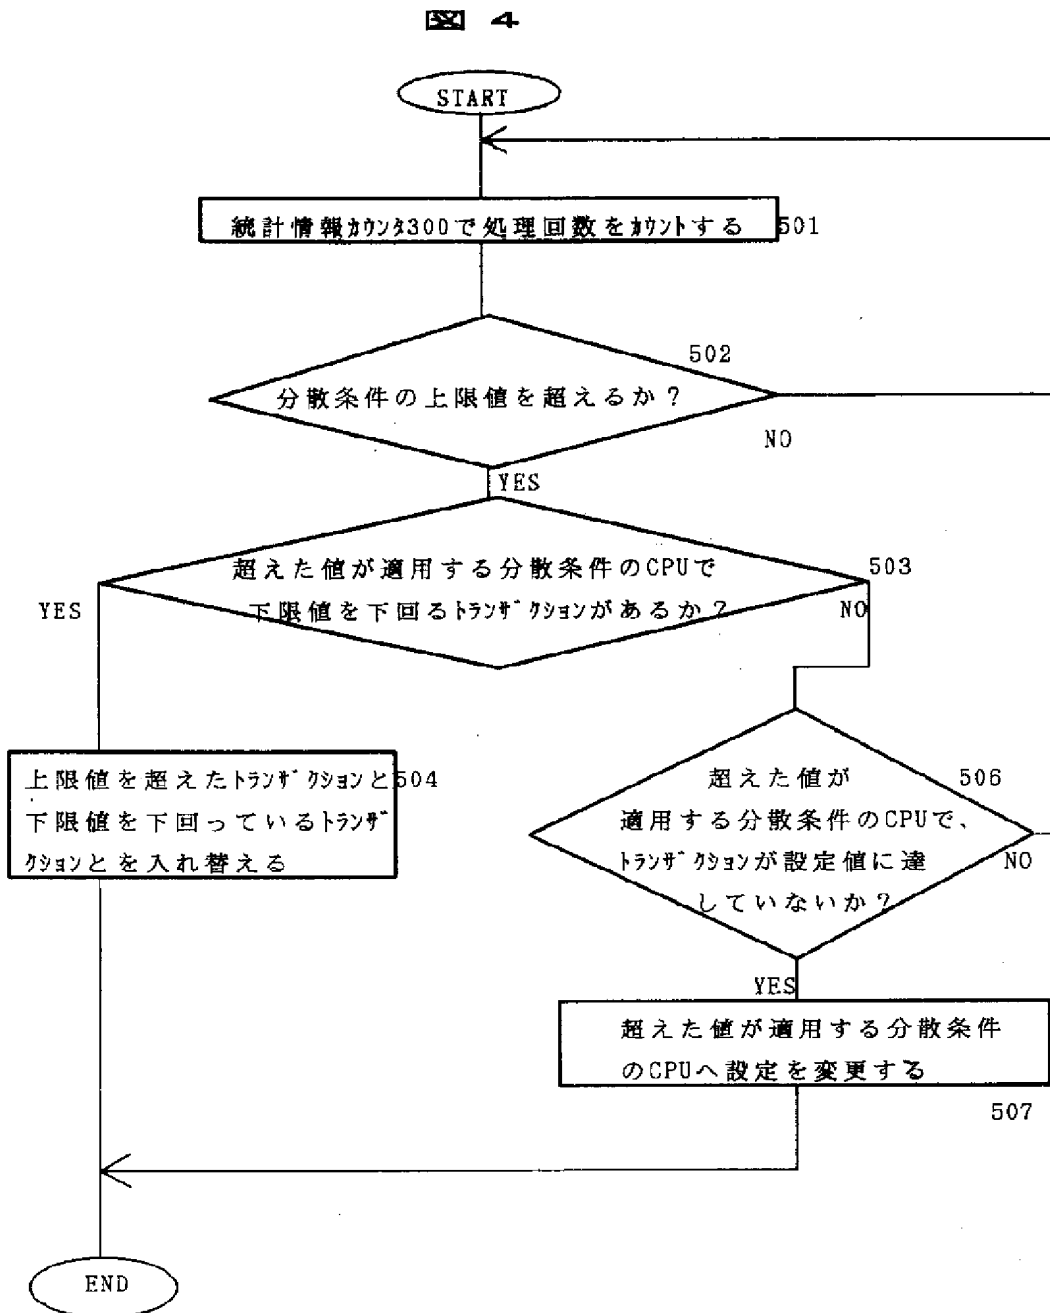 図 4
START
統計情報ｶｳﾝﾀ300で処理回数をｶｳﾝﾄする
501
502
分散条件の上限値を超えるか？
NO
YES
503
超えた値が適用する分散条件のCPUで
下限値を下回るﾄﾗﾝｻﾞｸｼｮﾝがあるか？
YES
NO
上限値を超えたﾄﾗﾝｻﾞｸｼｮﾝと
504
下限値を下回っているﾄﾗﾝｻﾞ
ｸｼｮﾝとを入れ替える
超えた値が
506
適用する分散条件のCPUで、
ﾄﾗﾝｻﾞｸｼｮﾝが設定値に達
していないか？
NO
YES
超えた値が適用する分散条件
のCPUへ設定を変更する
507
END